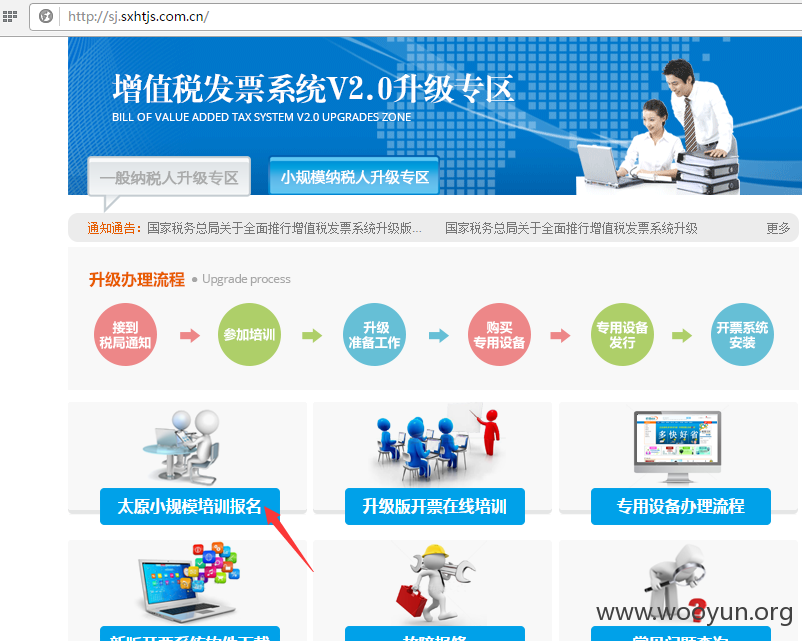 http://sj.sxhtjs.com.cn/
增值税发票系统V2.0升级专区
BILL OF VALUE ADDED TAX SYSTEM V2.0 UPGRADES ZONE
一般纳税人升级专区 小规模纳税人升级专区
通知通告: 国家税务总局关于全面推行增值税发票系统升级版... 国家税务总局关于全面推行增值税发票系统升级 更多
升级办理流程 ● Upgrade process
接到
税局通知
参加培训
升级
准备工作
购买
专用设备
专用设备
发行
开票系统
安装
多快好省
太原小规模培训报名 升级版开票在线培训 专用设备办理流程
新版开票系统软件下载 故障报修 常见问题查询
www.wooyun.org